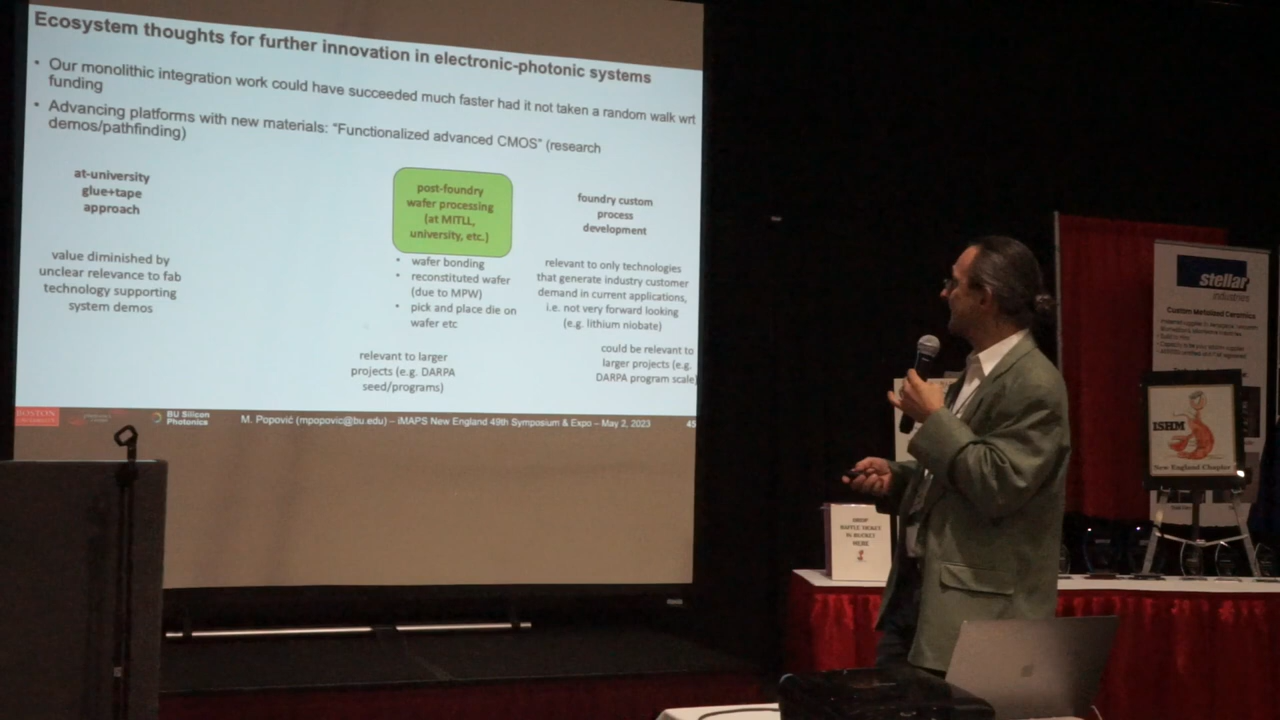 Ecosystem thoughts for further innovation in electronic-photonic systems
• Our monolithic integration work could have succeeded much faster had it not taken a random walk wrt
funding
• Advancing platforms with new materials: "Functionalized advanced CMOS" (research
demos/pathfinding)
at-university
glue+tape
approach
value diminished by
unclear relevance to fab
technology supporting
system demos
post-foundry
wafer processing
(at MITLL,
university, etc.)
• wafer bonding
• reconstituted wafer
(due to MPW)
• pick and place die on
wafer etc
relevant to larger
projects (e.g. DARPA
seed/programs)
foundry custom
process
development
relevant to only technologies
that generate industry customer
demand in current applications,
i.e. not very forward looking
(e.g. lithium niobate)
could be relevant to
larger projects (e.g.
DARPA program scale)
BOSTON
BU Silicon
Photonics
M. Popović (mpopovic@bu.edu) – iMAPS New England 49th Symposium & Expo – May 2, 2023
45
stellar
industries
Custom Metalized Ceramics
ISHM
New England Chapter
DROP
RAFFLE TICKET
IN BUCKET
HERE